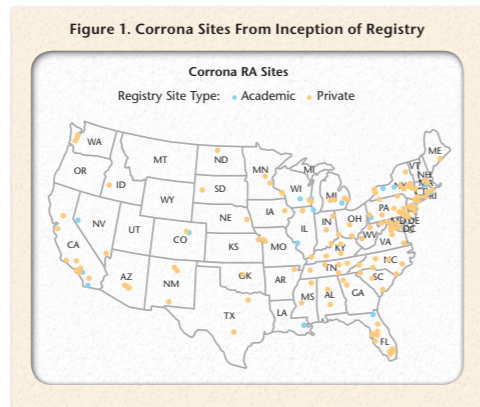 Figure 1. Corrona Sites From Inception of Registry
Corrona RA Sites
Registry Site Type: Academic Private
WA
ME
MT
ND
VT
MN
MI
NH
OR
ID
SD
WI
MI
NY
WY
RI
IA
PA
NE
NV
OH
IL
IN
MD
DE
UT
CO
DC
WV
CA
KS
MO
VA
KY
NC
TN
AZ
OK
NM
AR
SC
MS
AL
GA
TX
LA
FL